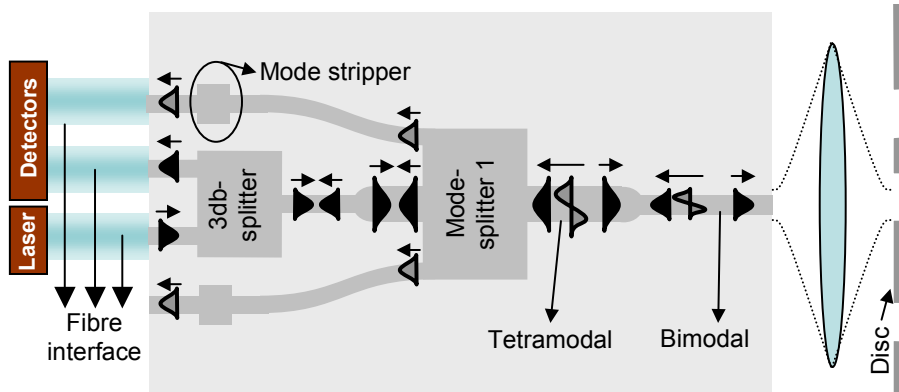 Mode stripper
Detectors
Laser
3db-
splitter
Mode-
splitter 1
Fibre
interface
Tetramodal
Bimodal
Disc